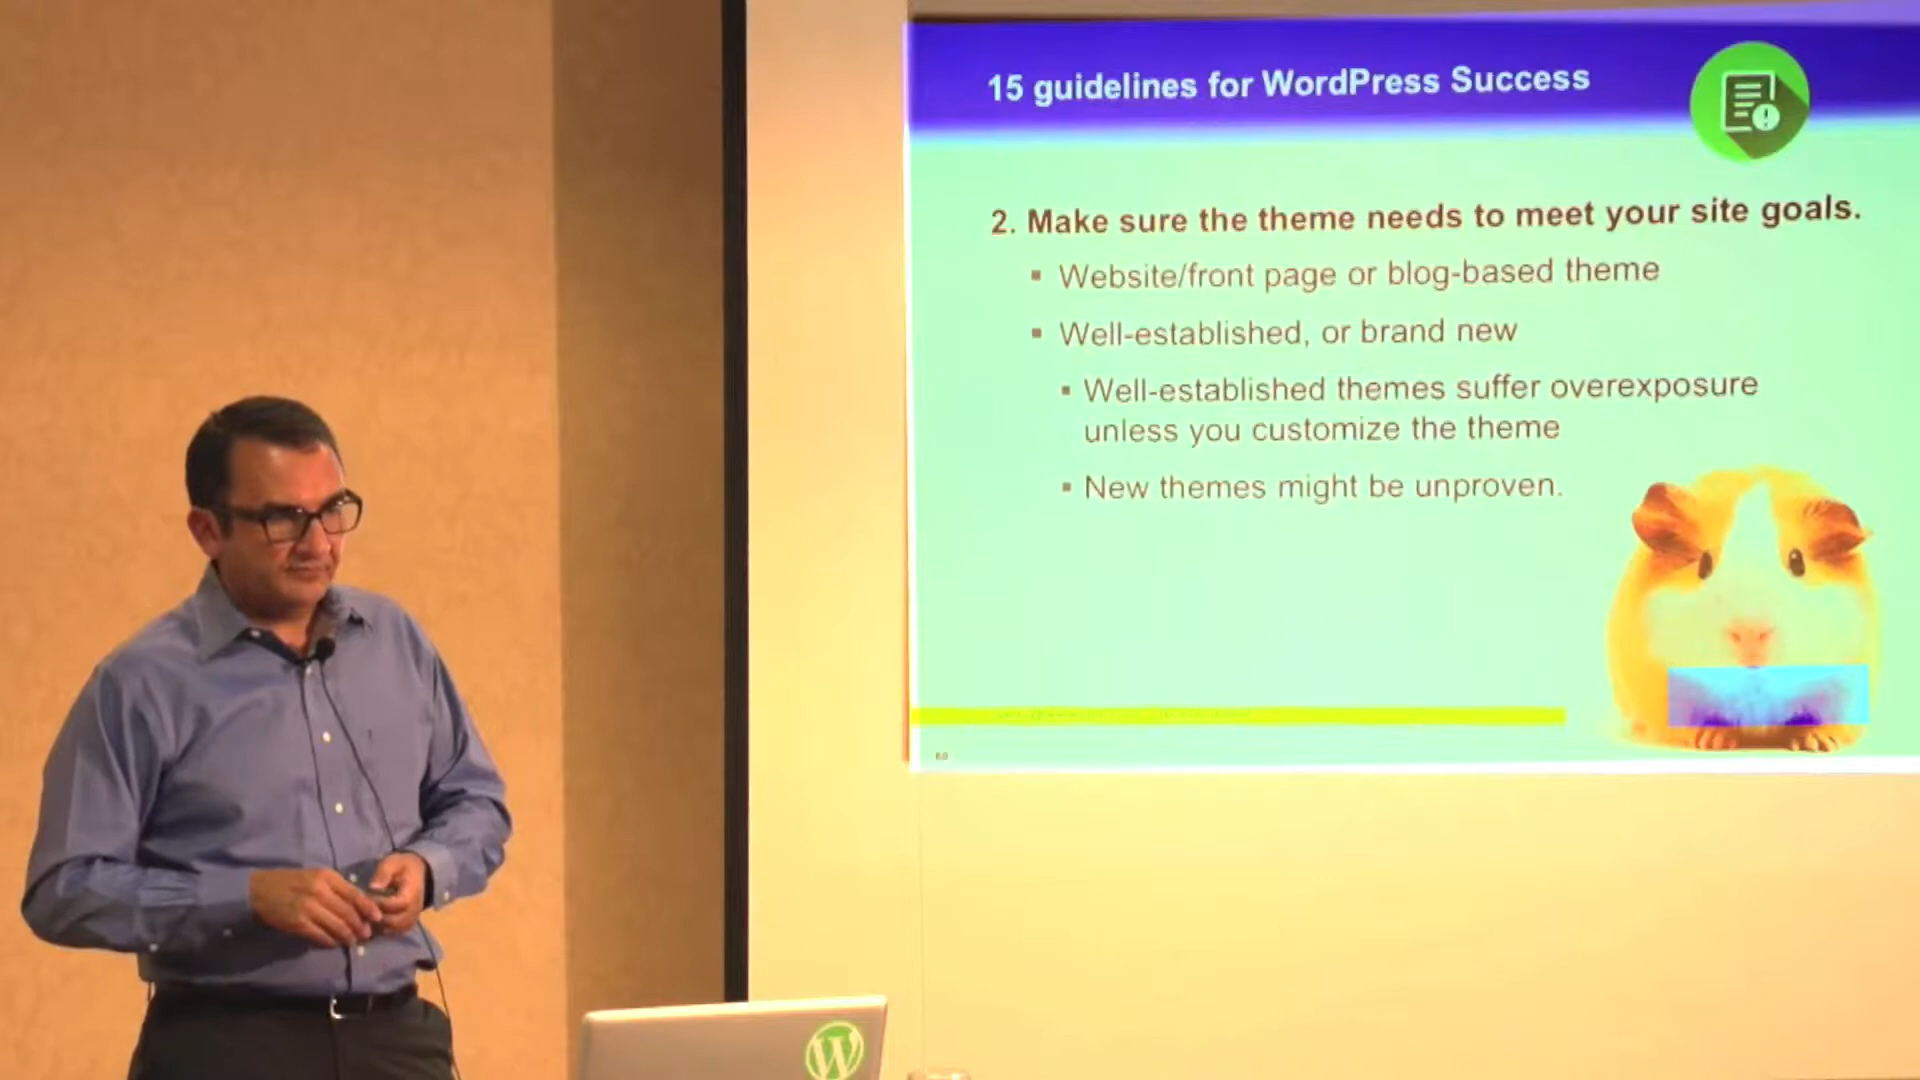 15 guidelines for WordPress Success
2. Make sure the theme needs to meet your site goals.
▪ Website/front page or blog-based theme
▪ Well-established, or brand new
▪ Well-established themes suffer overexposure
unless you customize the theme
▪ New themes might be unproven.
W